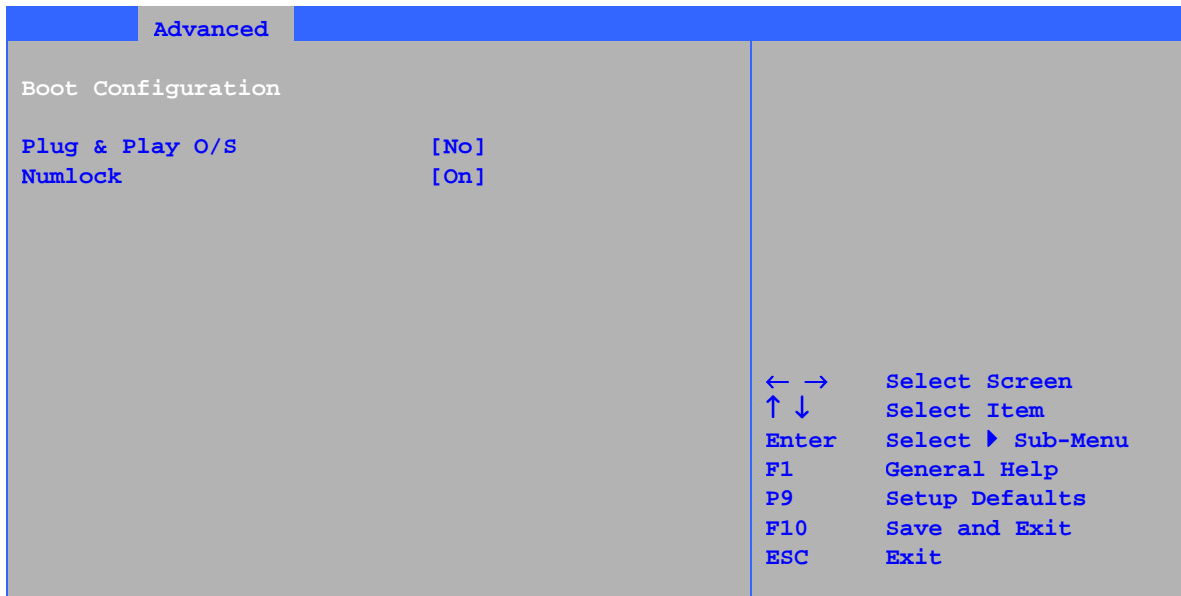 Advanced
Boot Configuration
Plug & Play O/S [No]
Numlock [On]
← → Select Screen
↑ ↓ Select Item
Enter Select ▶ Sub-Menu
F1 General Help
P9 Setup Defaults
F10 Save and Exit
ESC Exit